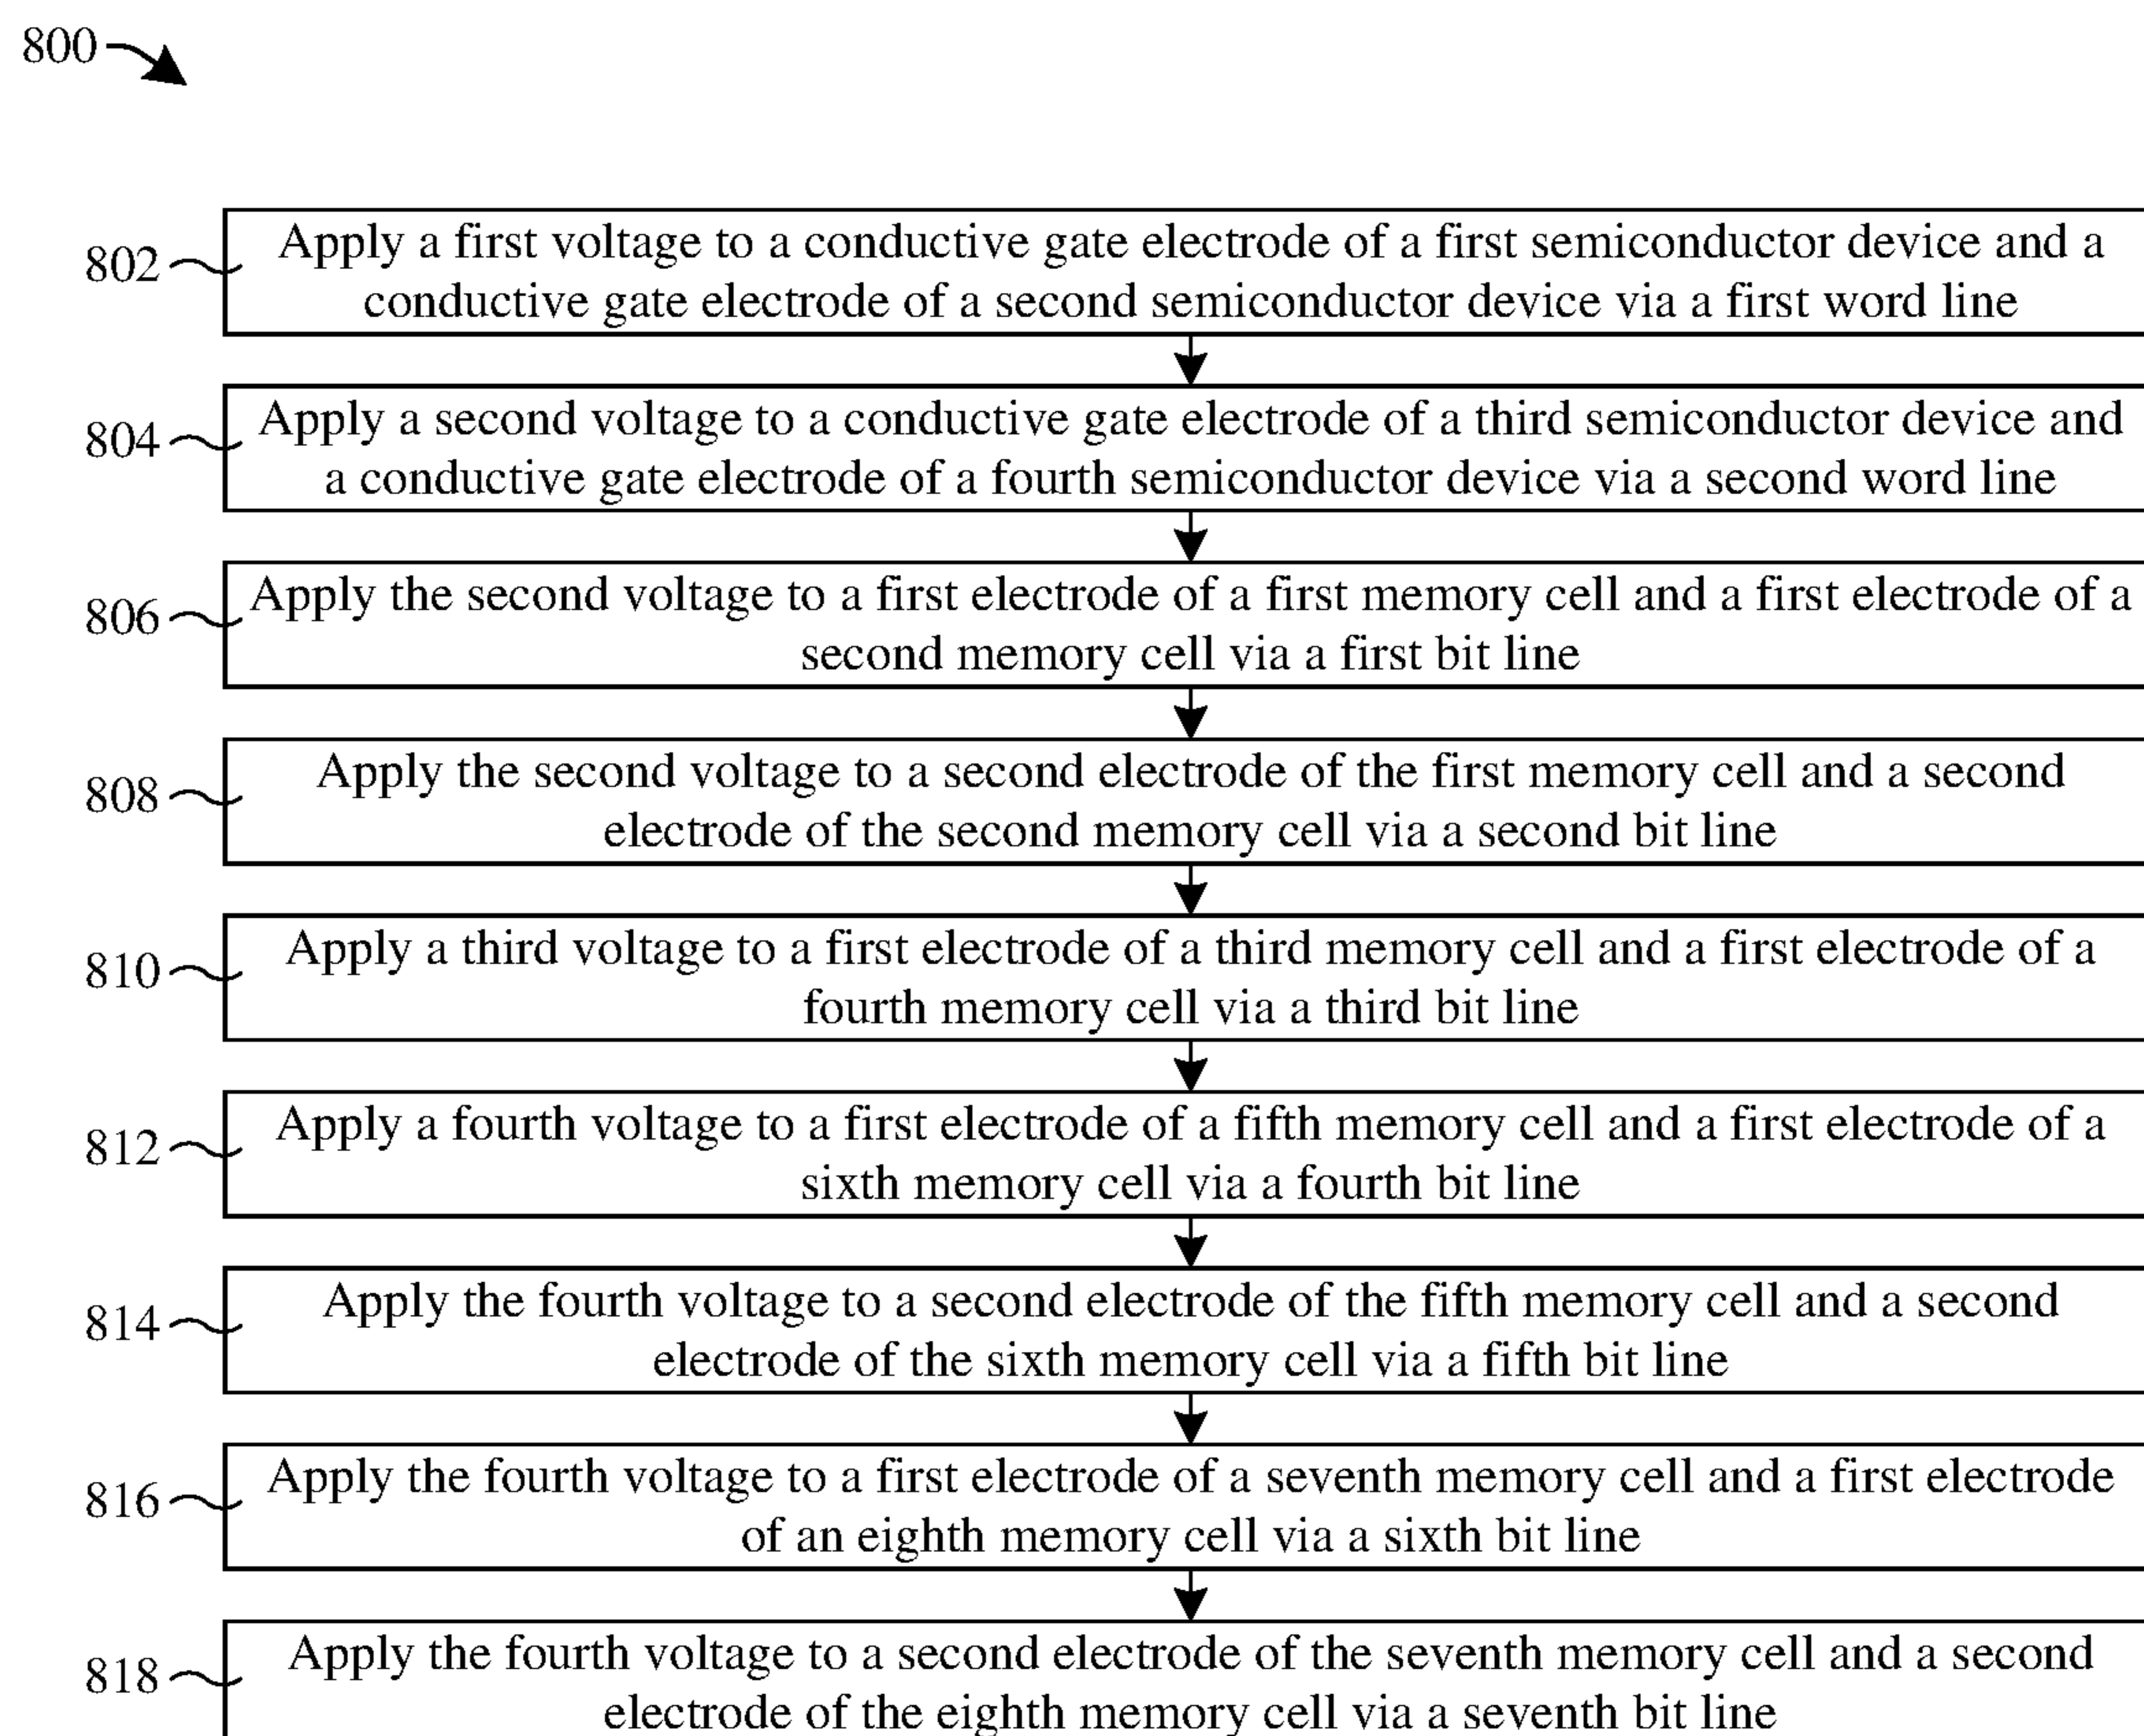 800
802
Apply a first voltage to a conductive gate electrode of a first semiconductor device and a
conductive gate electrode of a second semiconductor device via a first word line
804
Apply a second voltage to a conductive gate electrode of a third semiconductor device and
a conductive gate electrode of a fourth semiconductor device via a second word line
806
Apply the second voltage to a first electrode of a first memory cell and a first electrode of a
second memory cell via a first bit line
808
Apply the second voltage to a second electrode of the first memory cell and a second
electrode of the second memory cell via a second bit line
810
Apply a third voltage to a first electrode of a third memory cell and a first electrode of a
fourth memory cell via a third bit line
812
Apply a fourth voltage to a first electrode of a fifth memory cell and a first electrode of a
sixth memory cell via a fourth bit line
814
Apply the fourth voltage to a second electrode of the fifth memory cell and a second
electrode of the sixth memory cell via a fifth bit line
816
Apply the fourth voltage to a first electrode of a seventh memory cell and a first electrode
of an eighth memory cell via a sixth bit line
818
Apply the fourth voltage to a second electrode of the seventh memory cell and a second
electrode of the eighth memory cell via a seventh bit line